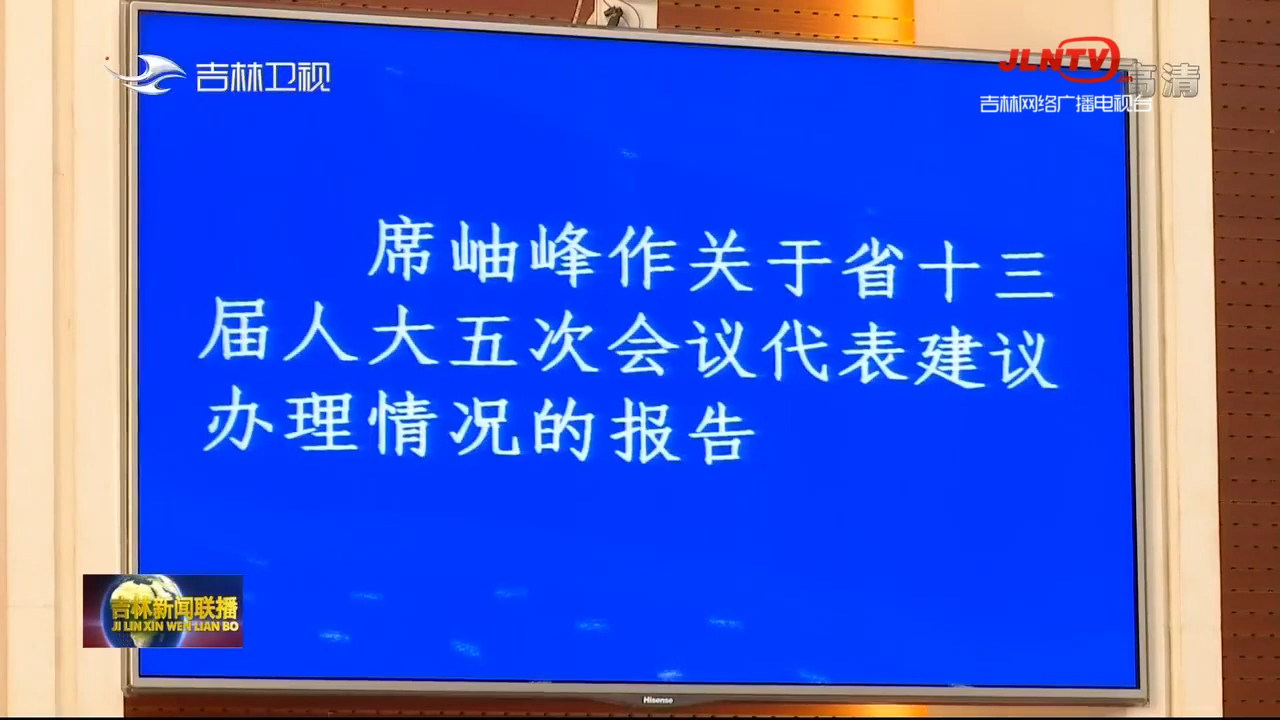 吉林卫视
JLNTV
高清
吉林网络广播电视台
席岫峰作关于省十三
届人大五次会议代表建议
办理情况的报告
吉林新闻联播
JI LIN XIN WEN LIAN BO
Hisense